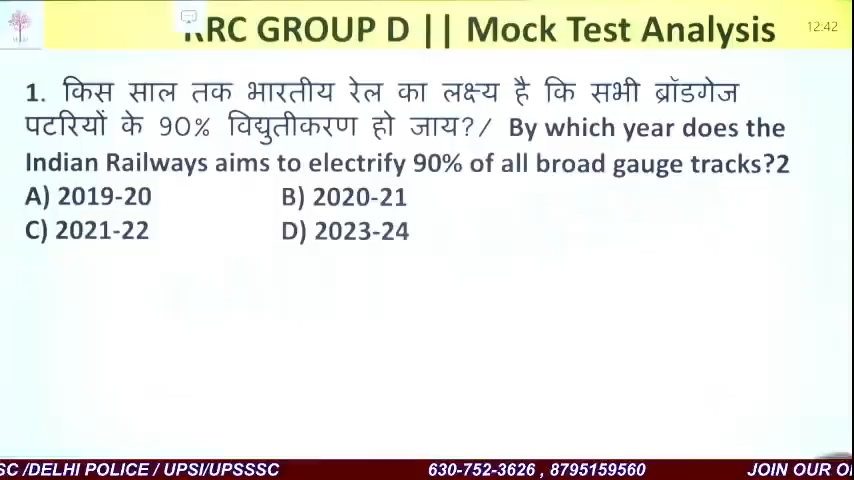 RRC GROUP D || Mock Test Analysis
12:42
1. किस साल तक भारतीय रेल का लक्ष्य है कि सभी ब्रॉडगेज
पटरियों के 90% विद्युतीकरण हो जाय?/ By which year does the
Indian Railways aims to electrify 90% of all broad gauge tracks?2
A) 2019-20 B) 2020-21
C) 2021-22 D) 2023-24
SC /DELHI POLICE / UPSI/UPSSSC 630-752-3626 , 8795159560 JOIN OUR O